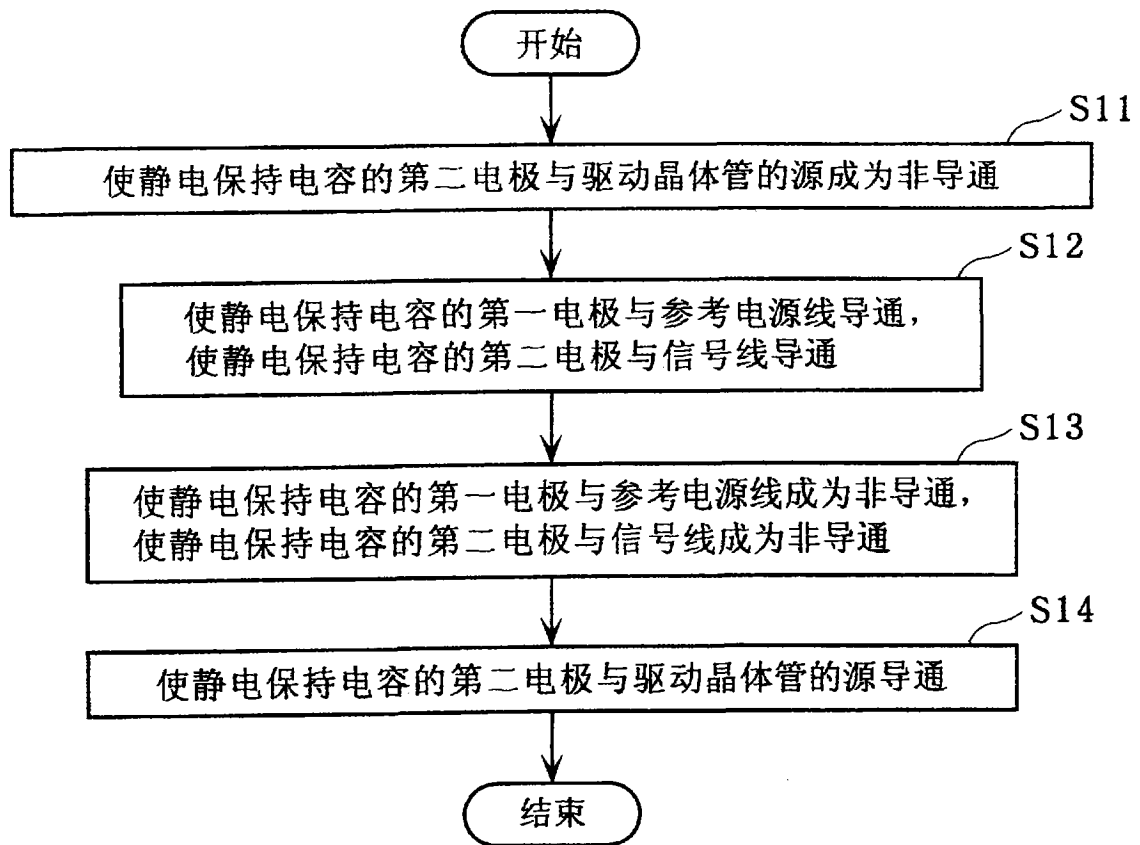 开始
S11
使静电保持电容的第二电极与驱动晶体管的源成为非导通
S12
使静电保持电容的第一电极与参考电源线导通，
使静电保持电容的第二电极与信号线导通
S13
使静电保持电容的第一电极与参考电源线成为非导通，
使静电保持电容的第二电极与信号线成为非导通
S14
使静电保持电容的第二电极与驱动晶体管的源导通
结束